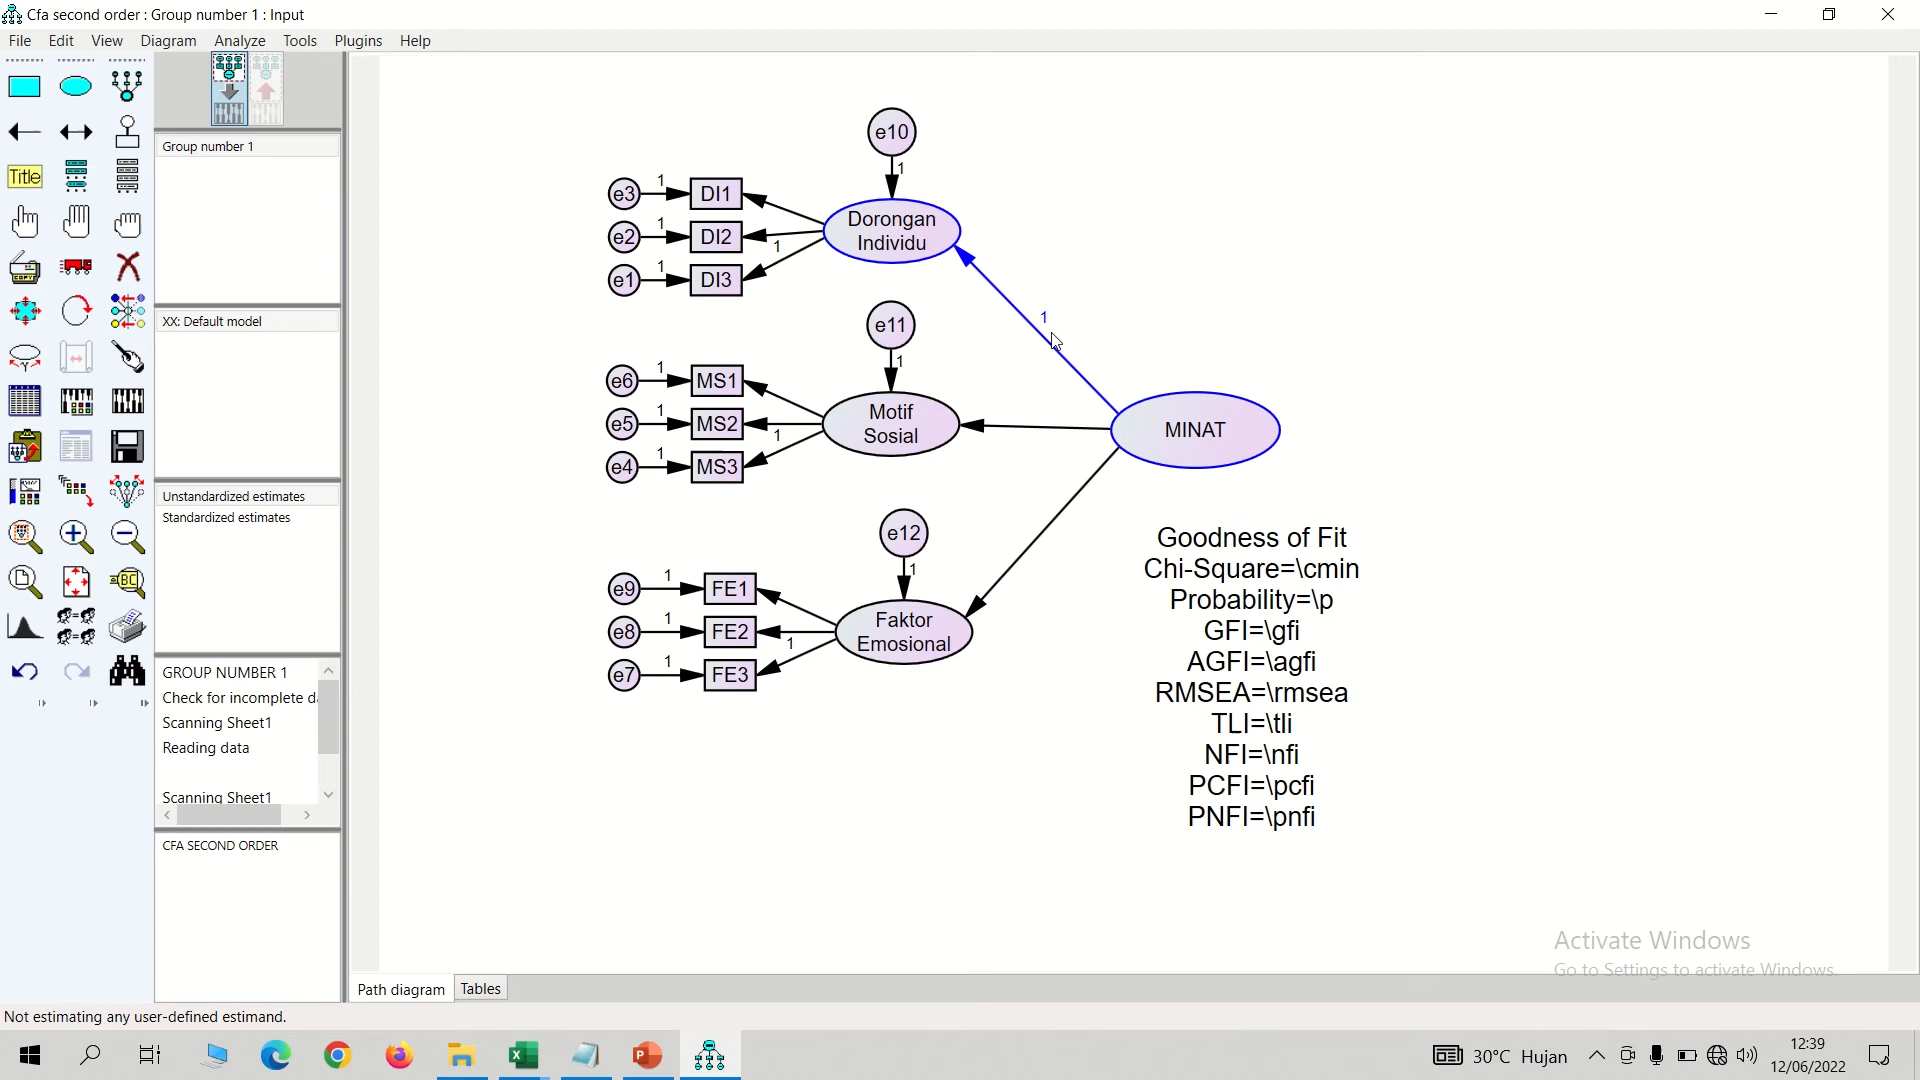 Cfa second order : Group number 1 : Input
File Edit View Diagram Analyze Tools Plugins Help
Title
COPY
ABC
Group number 1
XX: Default model
Unstandardized estimates
Standardized estimates
GROUP NUMBER 1
Check for incomplete d
Scanning Sheet1
Reading data
Scanning Sheet1
CFA SECOND ORDER
e10
1
e3 1 DI1
e2 1 DI2
e1 1 DI3
1
Dorongan
Individu
1
e11
1
e6 1 MS1
e5 1 MS2
e4 1 MS3
1
Motif
Sosial
MINAT
e12
1
e9 1 FE1
e8 1 FE2
e7 1 FE3
1
Faktor
Emosional
Goodness of Fit
Chi-Square=\cmin
Probability=\p
GFI=\gfi
AGFI=\agfi
RMSEA=\rmsea
TLI=\tli
NFI=\nfi
PCFI=\pcfi
PNFI=\pnfi
Activate Windows
Go to Settings to activate Windows.
Path diagram Tables
Not estimating any user-defined estimand.
30°C Hujan
12:39
12/06/2022